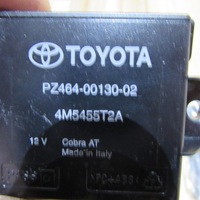 TOYOTA
PZ464-00130-02
4M5455T2A
12 V
Cobra AT
Made in Italy